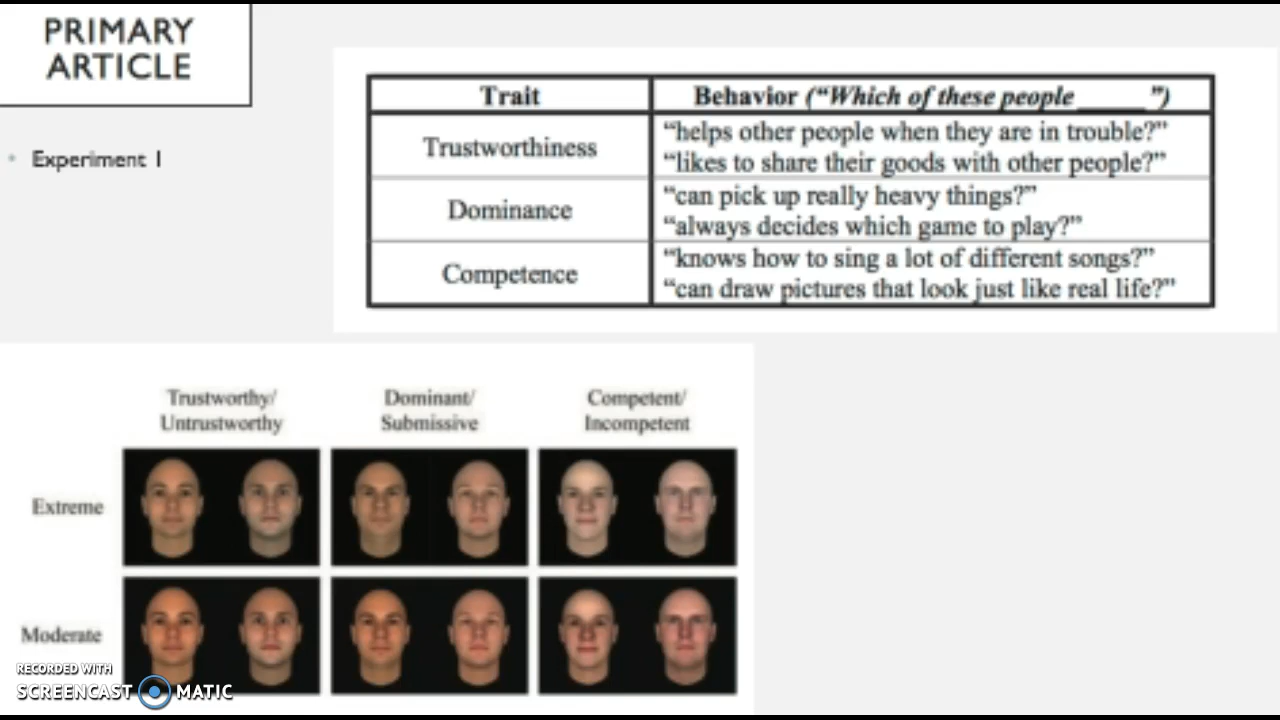 PRIMARY
ARTICLE
• Experiment 1
Trait
Behavior (“Which of these people _____ ”)
Trustworthiness
“helps other people when they are in trouble?”
“likes to share their goods with other people?”
Dominance
“can pick up really heavy things?”
“always decides which game to play?”
Competence
“knows how to sing a lot of different songs?”
“can draw pictures that look just like real life?”
Trustworthy/
Untrustworthy
Dominant/
Submissive
Competent/
Incompetent
Extreme
Moderate
RECORDED WITH
SCREENCAST MATIC